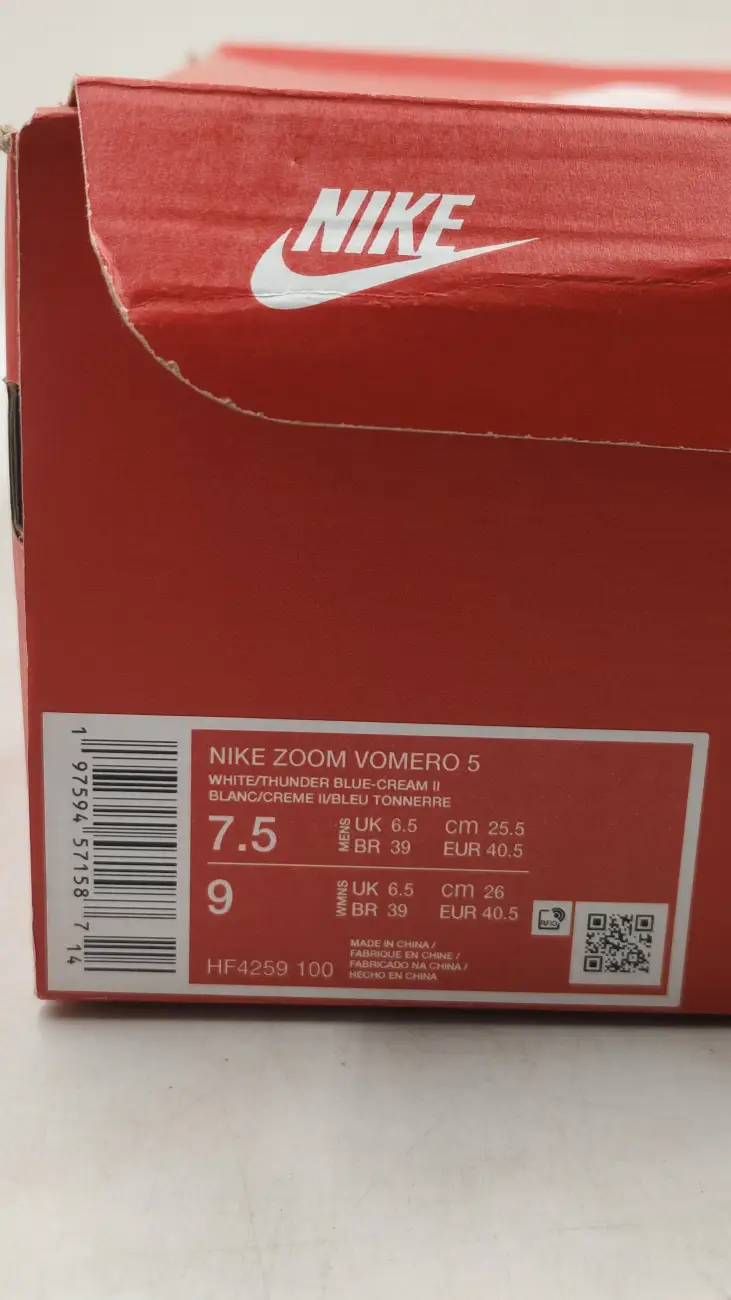 NIKE
NIKE ZOOM VOMERO 5
WHITE/THUNDER BLUE-CREAM II
BLANC/CREME II/BLEU TONNERRE
7.5 MENS UK 6.5 cm 25.5
BR 39 EUR 40.5
9 WMNS UK 6.5 cm 26
BR 39 EUR 40.5
RFID
HF4259 100
MADE IN CHINA /
FABRIQUE EN CHINE /
FABRICADO NA CHINA /
HECHO EN CHINA
1 97594 57158 7 14